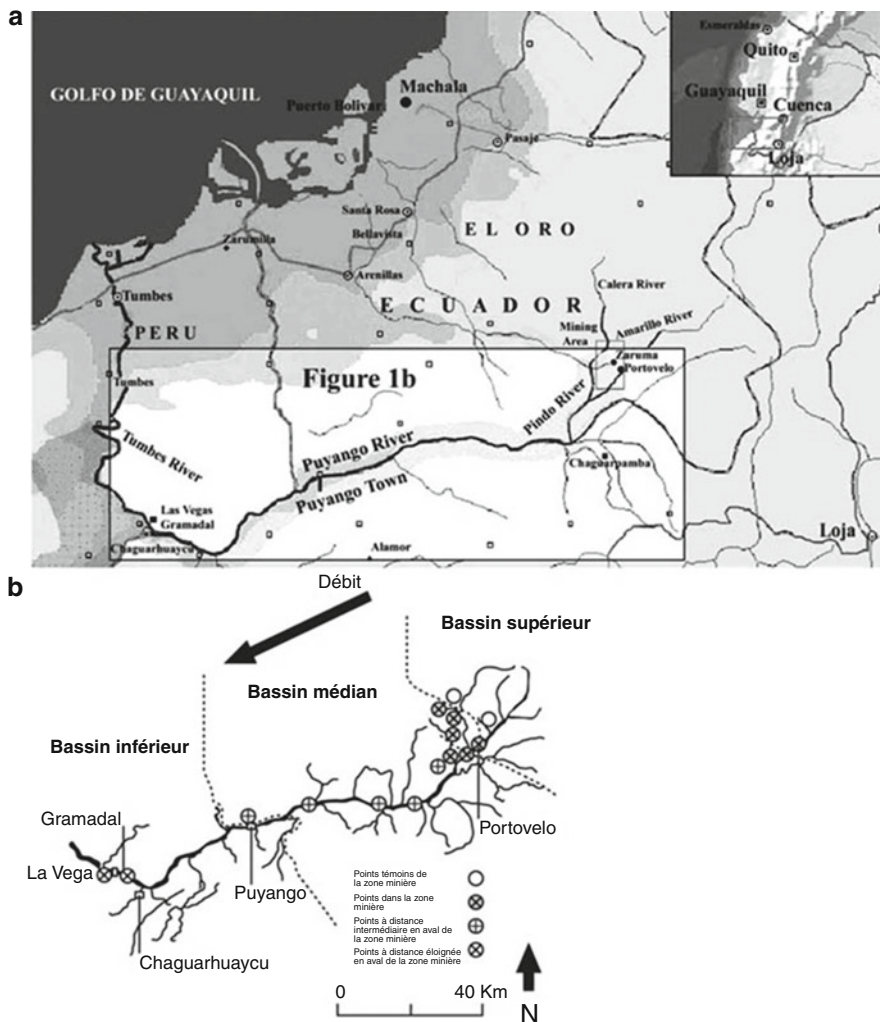 a
GOLFO DE GUAYAQUIL
Puerto Bolivar
Machala
Pasaje
Esmeraldas
Quito
Guayaquil
Cuenca
Loja
Santa Rosa
Bellavista
EL ORO
Zarumilla
Arenillas
Calera River
ECUADOR
Tumbes
PERU
Mining
Area
Amarillo River
Zaruma
Portovelo
Figure 1b
Tumbes
Pindo River
Tumbes River
Puyango River
Puyango Town
Chaguarpamba
Las Vegas
Gramadal
Chaguarhuaycu
Alamor
Loja
b
Débit
Bassin supérieur
Bassin médian
Bassin inférieur
Gramadal
La Vega
Portovelo
Puyango
Chaguarhuaycu
Points témoins de
la zone minière
Points dans la zone
minière
Points à distance
intermédiaire en aval de
la zone minière
Points à distance éloignée
en aval de la zone minière
0 40 Km
N